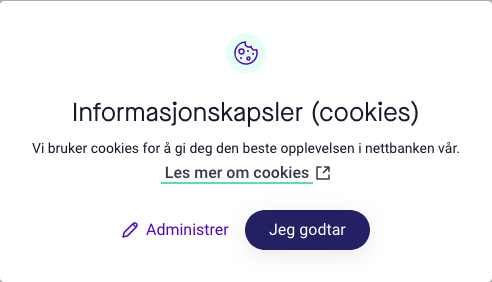 Informasjonskapsler (cookies)
Vi bruker cookies for å gi deg den beste opplevelsen i nettbanken vår.
Les mer om cookies
Administrer
Jeg godtar